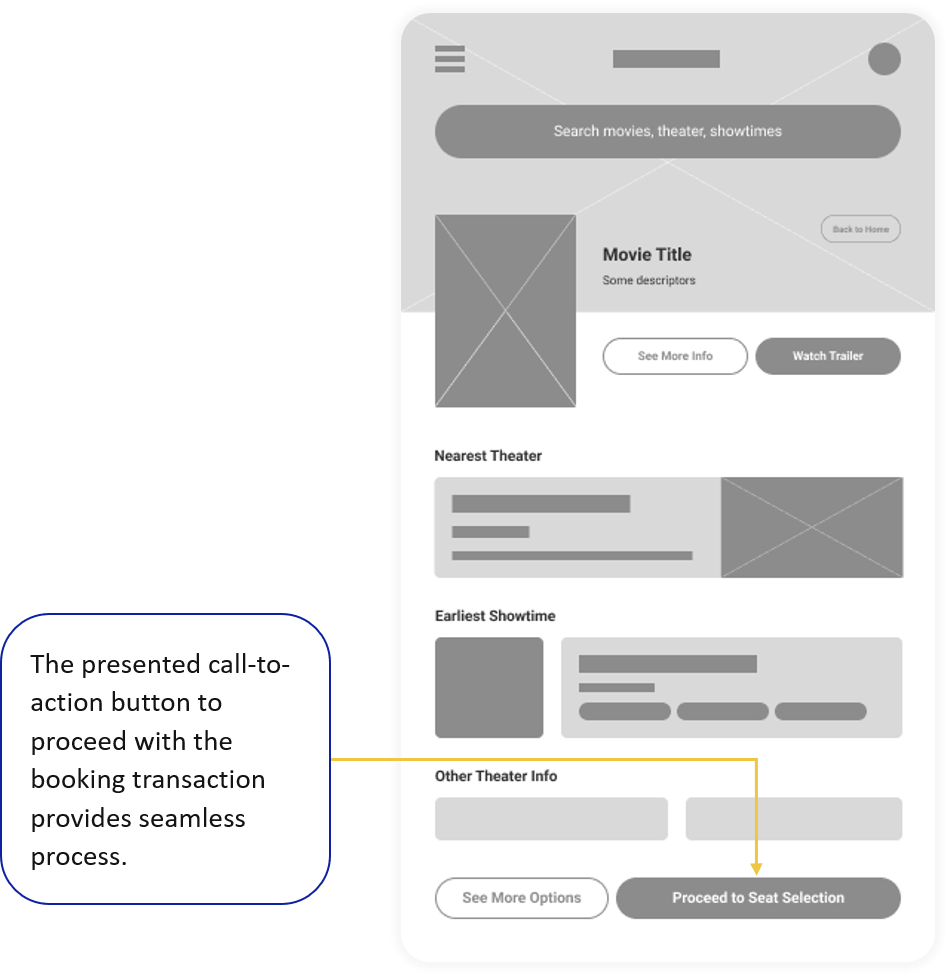 Search movies, theater, showtimes
Back to Home
Movie Title
Some descriptors
See More Info
Watch Trailer
Nearest Theater
Earliest Showtime
The presented call-to-
action button to
proceed with the
booking transaction
provides seamless
process.
Other Theater Info
See More Options
Proceed to Seat Selection